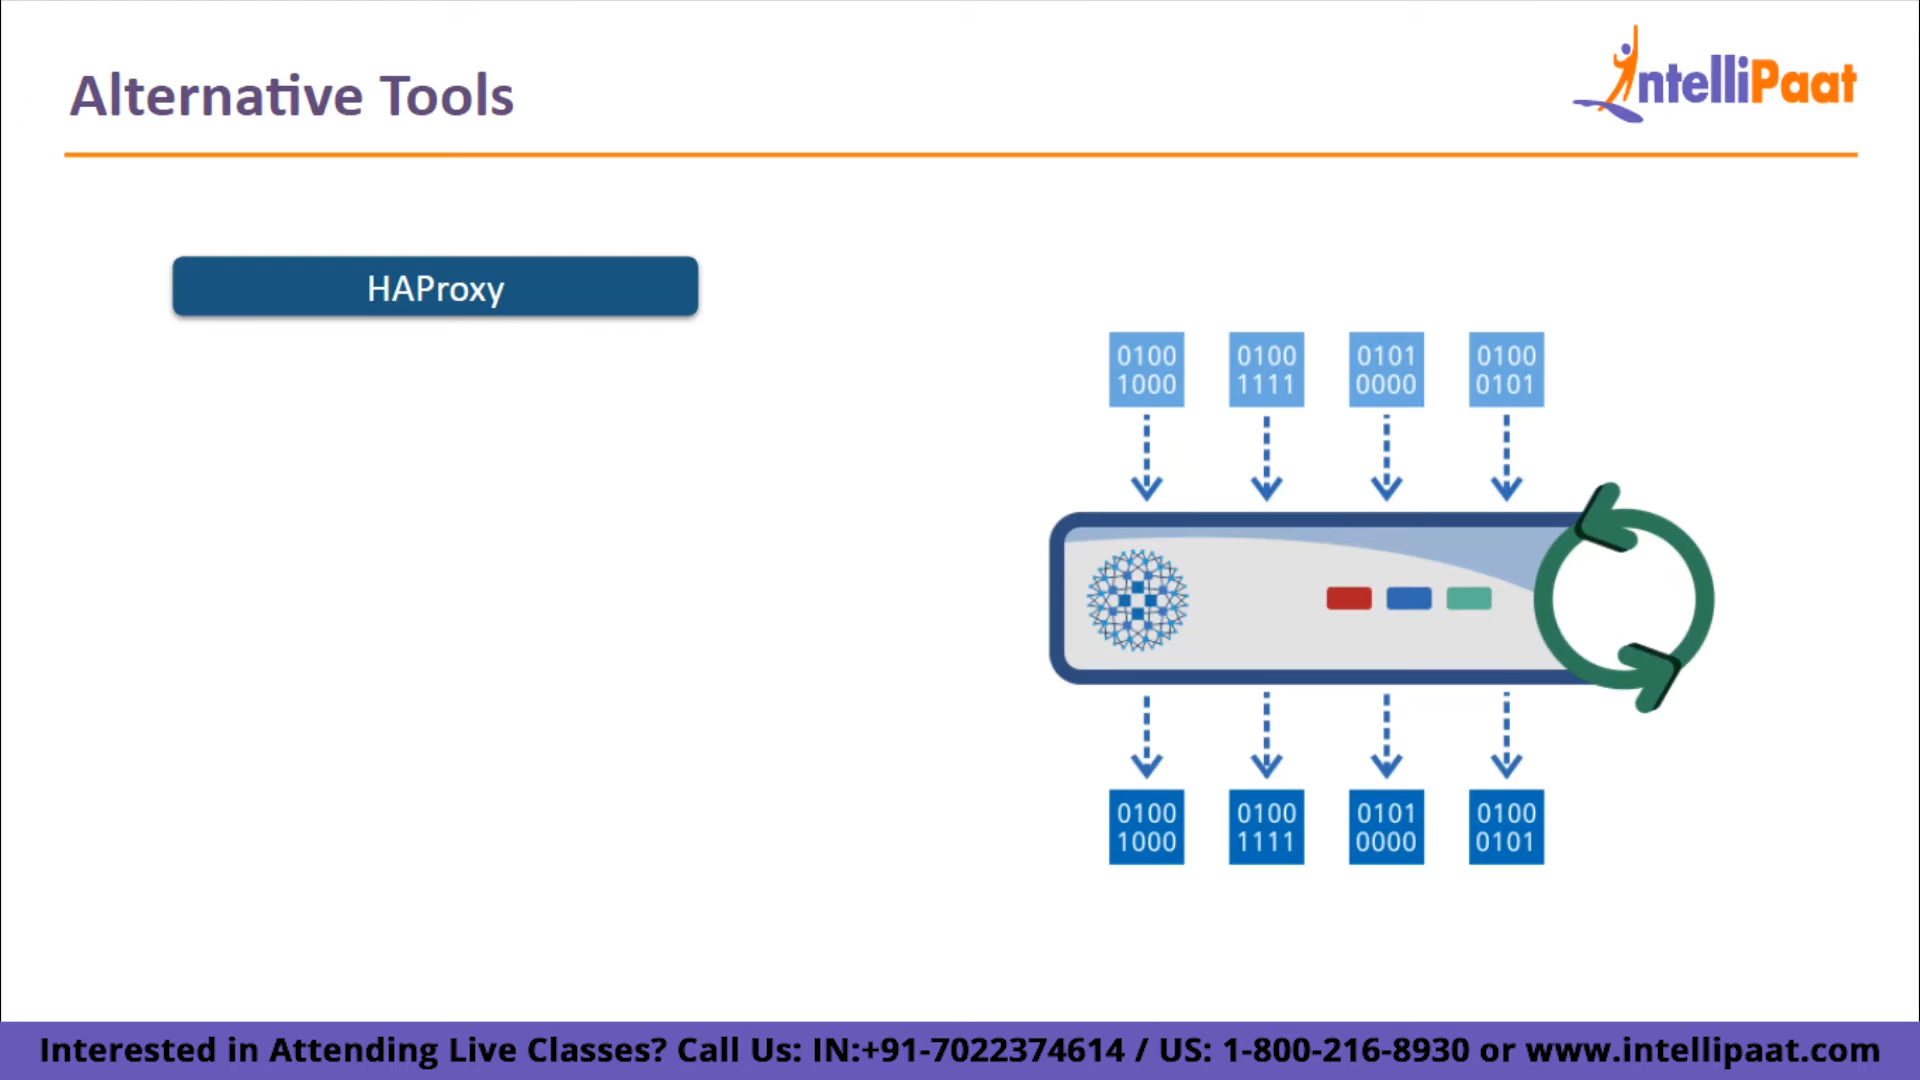 Alternative Tools
IntelliPaat
HAProxy
0100 0100 0101 0100
1000 1111 0000 0101
0100 0100 0101 0100
1000 1111 0000 0101
Interested in Attending Live Classes? Call Us: IN:+91-7022374614 / US: 1-800-216-8930 or www.intellipaat.com